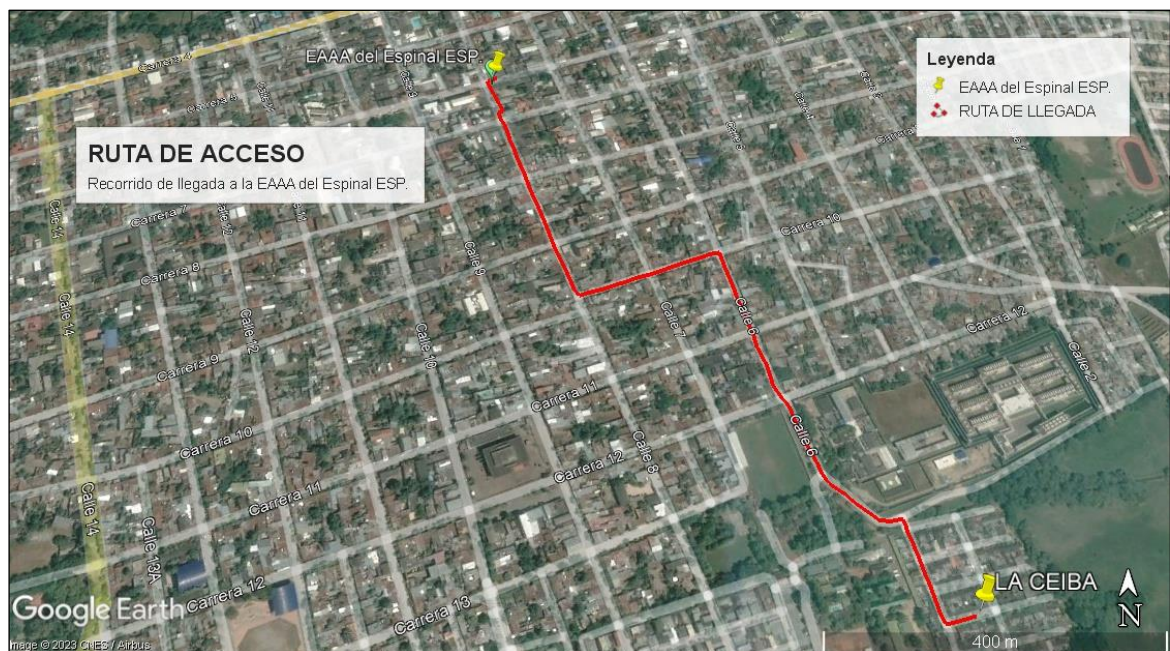 EAAA del Espinal ESP.
Leyenda
EAAA del Espinal ESP.
RUTA DE LLEGADA
RUTA DE ACCESO
Recorrido de llegada a la EAAA del Espinal ESP.
Carrera 7
Carrera 8
Carrera 9
Carrera 10
Carrera 11
Carrera 12
Carrera 10
Carrera 11
Carrera 12
Carrera 12
Carrera 13
Calle 14
Calle 14
Calle 14
Calle 13A
Calle 12
Calle 12
Calle 10
Calle 9
Calle 8
Calle 7
Calle 6
Calle 6
Calle 2
LA CEIBA
N
400 m
Google Earth
Image © 2023 CNES / Airbus